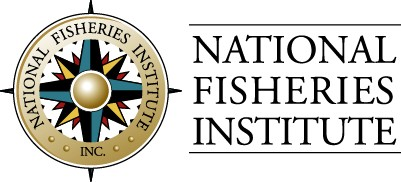 NATIONAL FISHERIES INSTITUTE
INC.
NATIONAL
FISHERIES
INSTITUTE